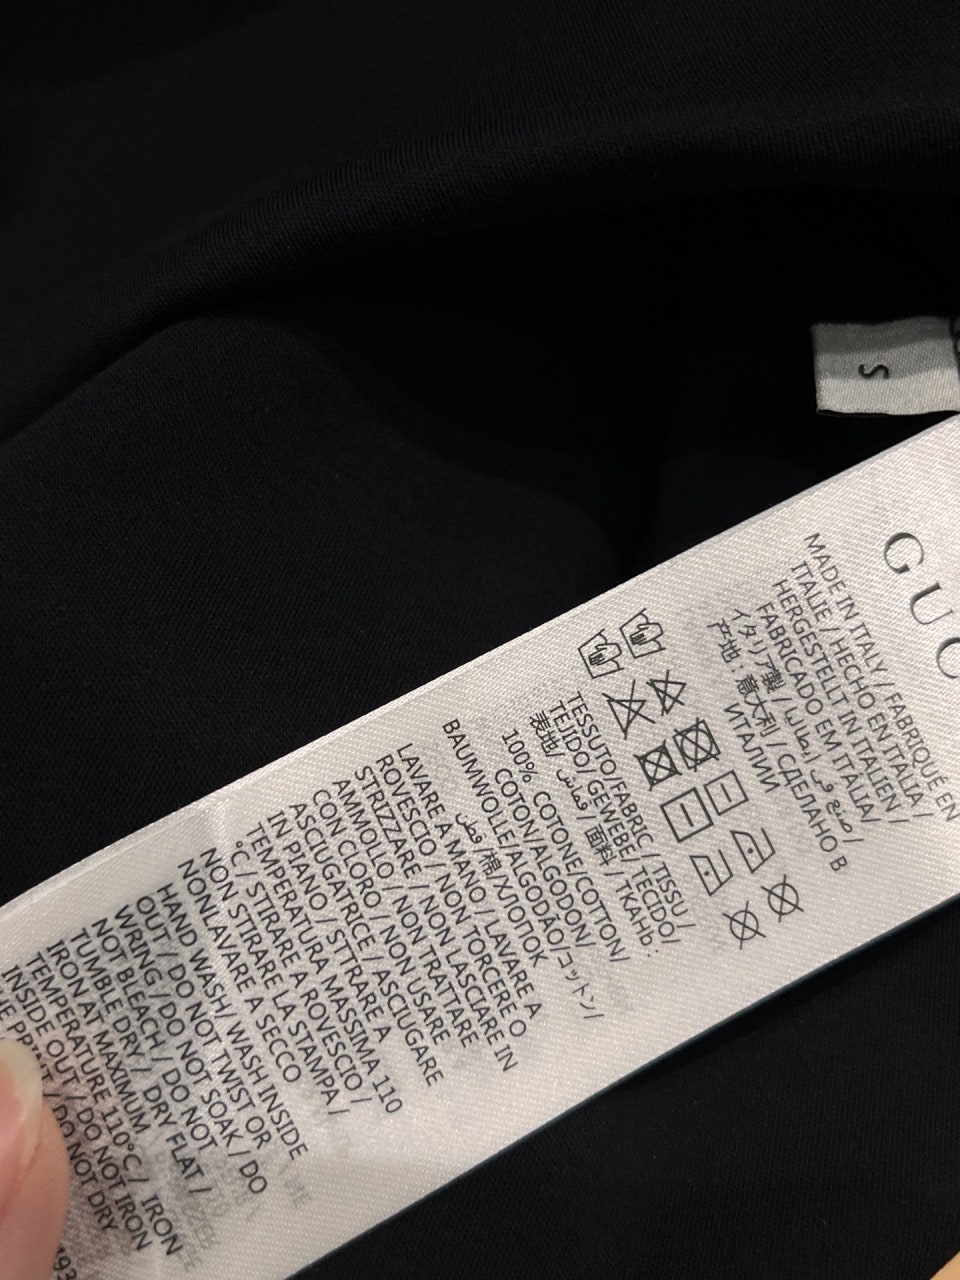 S
GUC
MADE IN ITALY / FABRIQUÉ EN
ITALIE / HECHO EN ITALIA /
HERGESTELLT IN ITALIEN /
FABRICADO EM ITALIA/
イタリア製 / صنع في ايطاليا /
产地：意大利 / СДЕЛАНО В
ИТАЛИИ
TESSUTO/FABRIC / TISSU /
TEJIDO/GEWEBE/ TECIDO/
表地/ قماش / 面料 / ТКАНЬ :
100% COTONE/COTTON/
COTON/ALGODON/
BAUMWOLLE/ALGODÃO/コットン/
قطن /棉/ХЛОПОК
LAVARE A MANO / LAVARE A
ROVESCIO / NON TORCERE O
STRIZZARE / NON LASCIARE IN
AMMOLLO / NON TRATTARE
CON CLORO / NON USARE
ASCIUGATRICE / ASCIUGARE
IN PIANO / STIRARE A
TEMPERATURA MASSIMA 110
°C / STIRARE A ROVESCIO /
NON STIRARE LA STAMPA /
NONLAVARE A SECCO
HAND WASH/ WASH INSIDE
OUT / DO NOT TWIST OR
WRING /DO NOT SOAK / DO
NOT BLEACH / DO NOT
TUMBLE DRY / DRY FLAT /
IRON AT MAXIMUM
TEMPERATURE 110°C / IRON
INSIDE OUT / DO NOT IRON
PRINT / DO NOT DRY